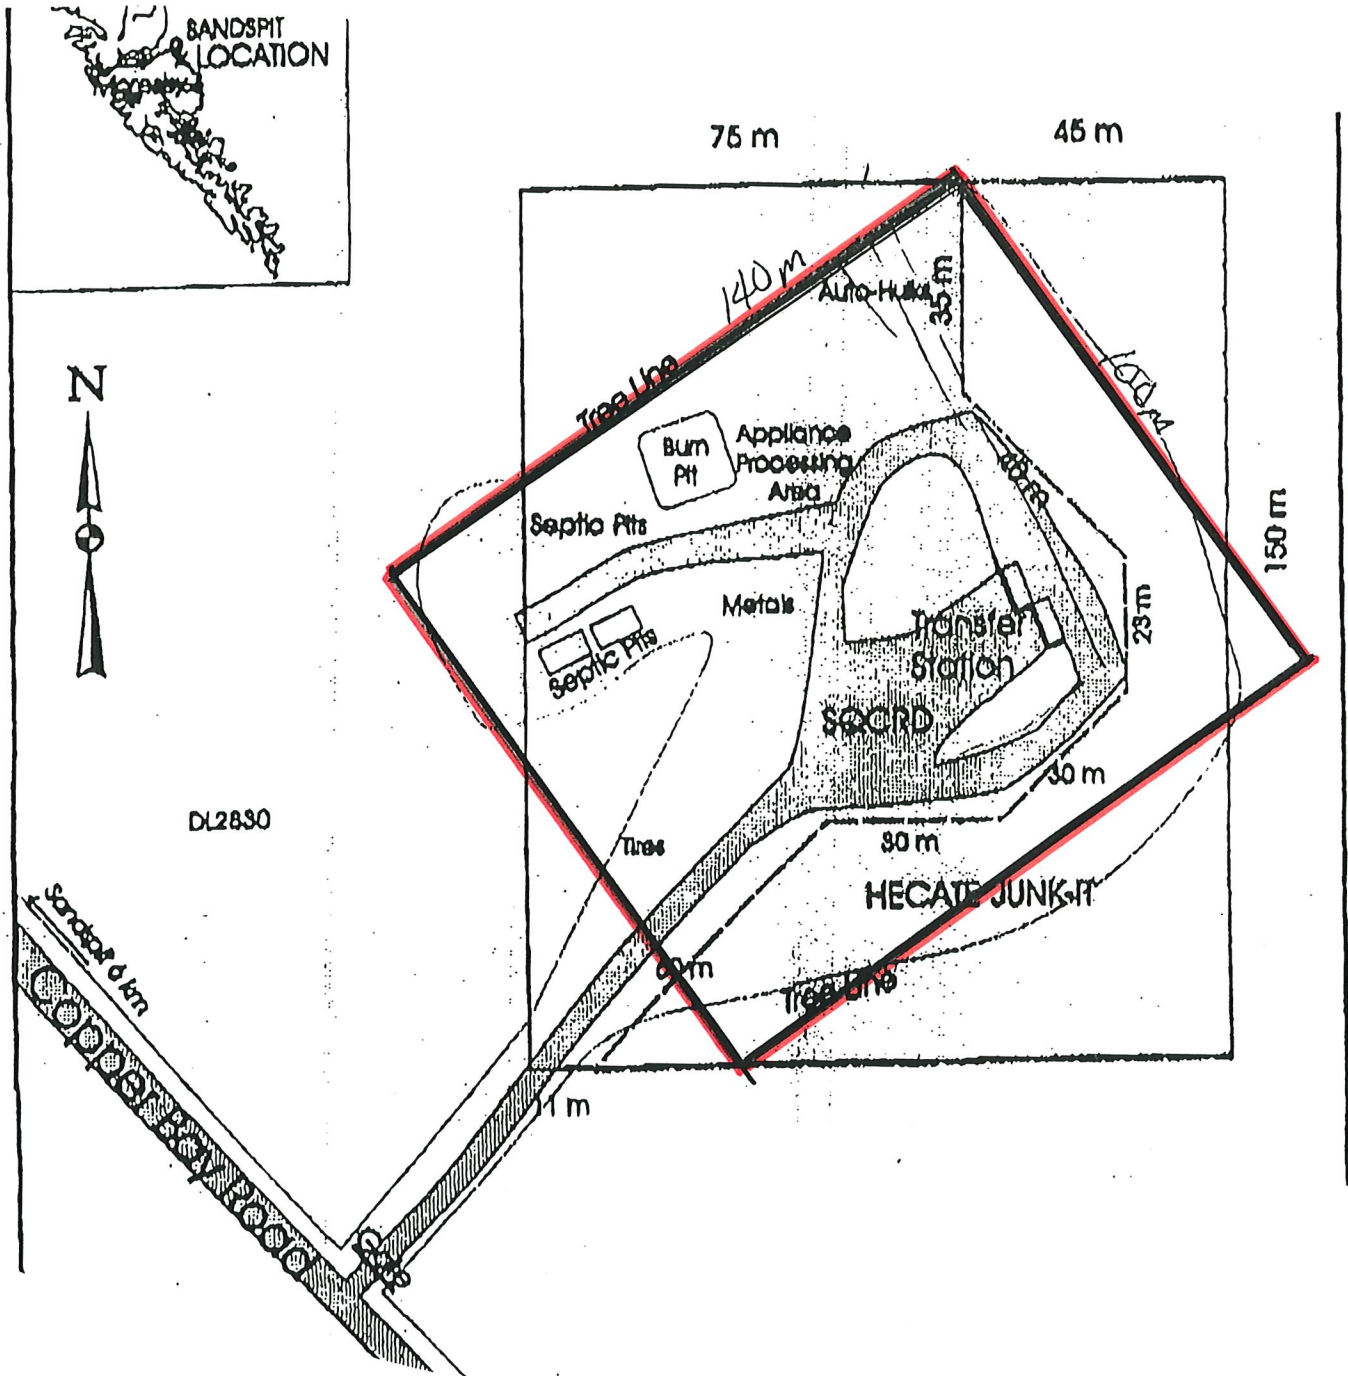 SANDSPIT
LOCATION
Moresby
75 m
45 m
140 m
Auto Hulks
35 m
100 m
N
Tree Line
Burn
Pit
Appliance
Processing
Area
48 m
Septic Pits
150 m
Metals
23 m
Transfer
Station
Septic Pits
SQCRD
30 m
DL2830
Tires
30 m
HECATE JUNK-IT
Sandspit 6 km
60 m
Tree Line
Copper Bay Road
11 m